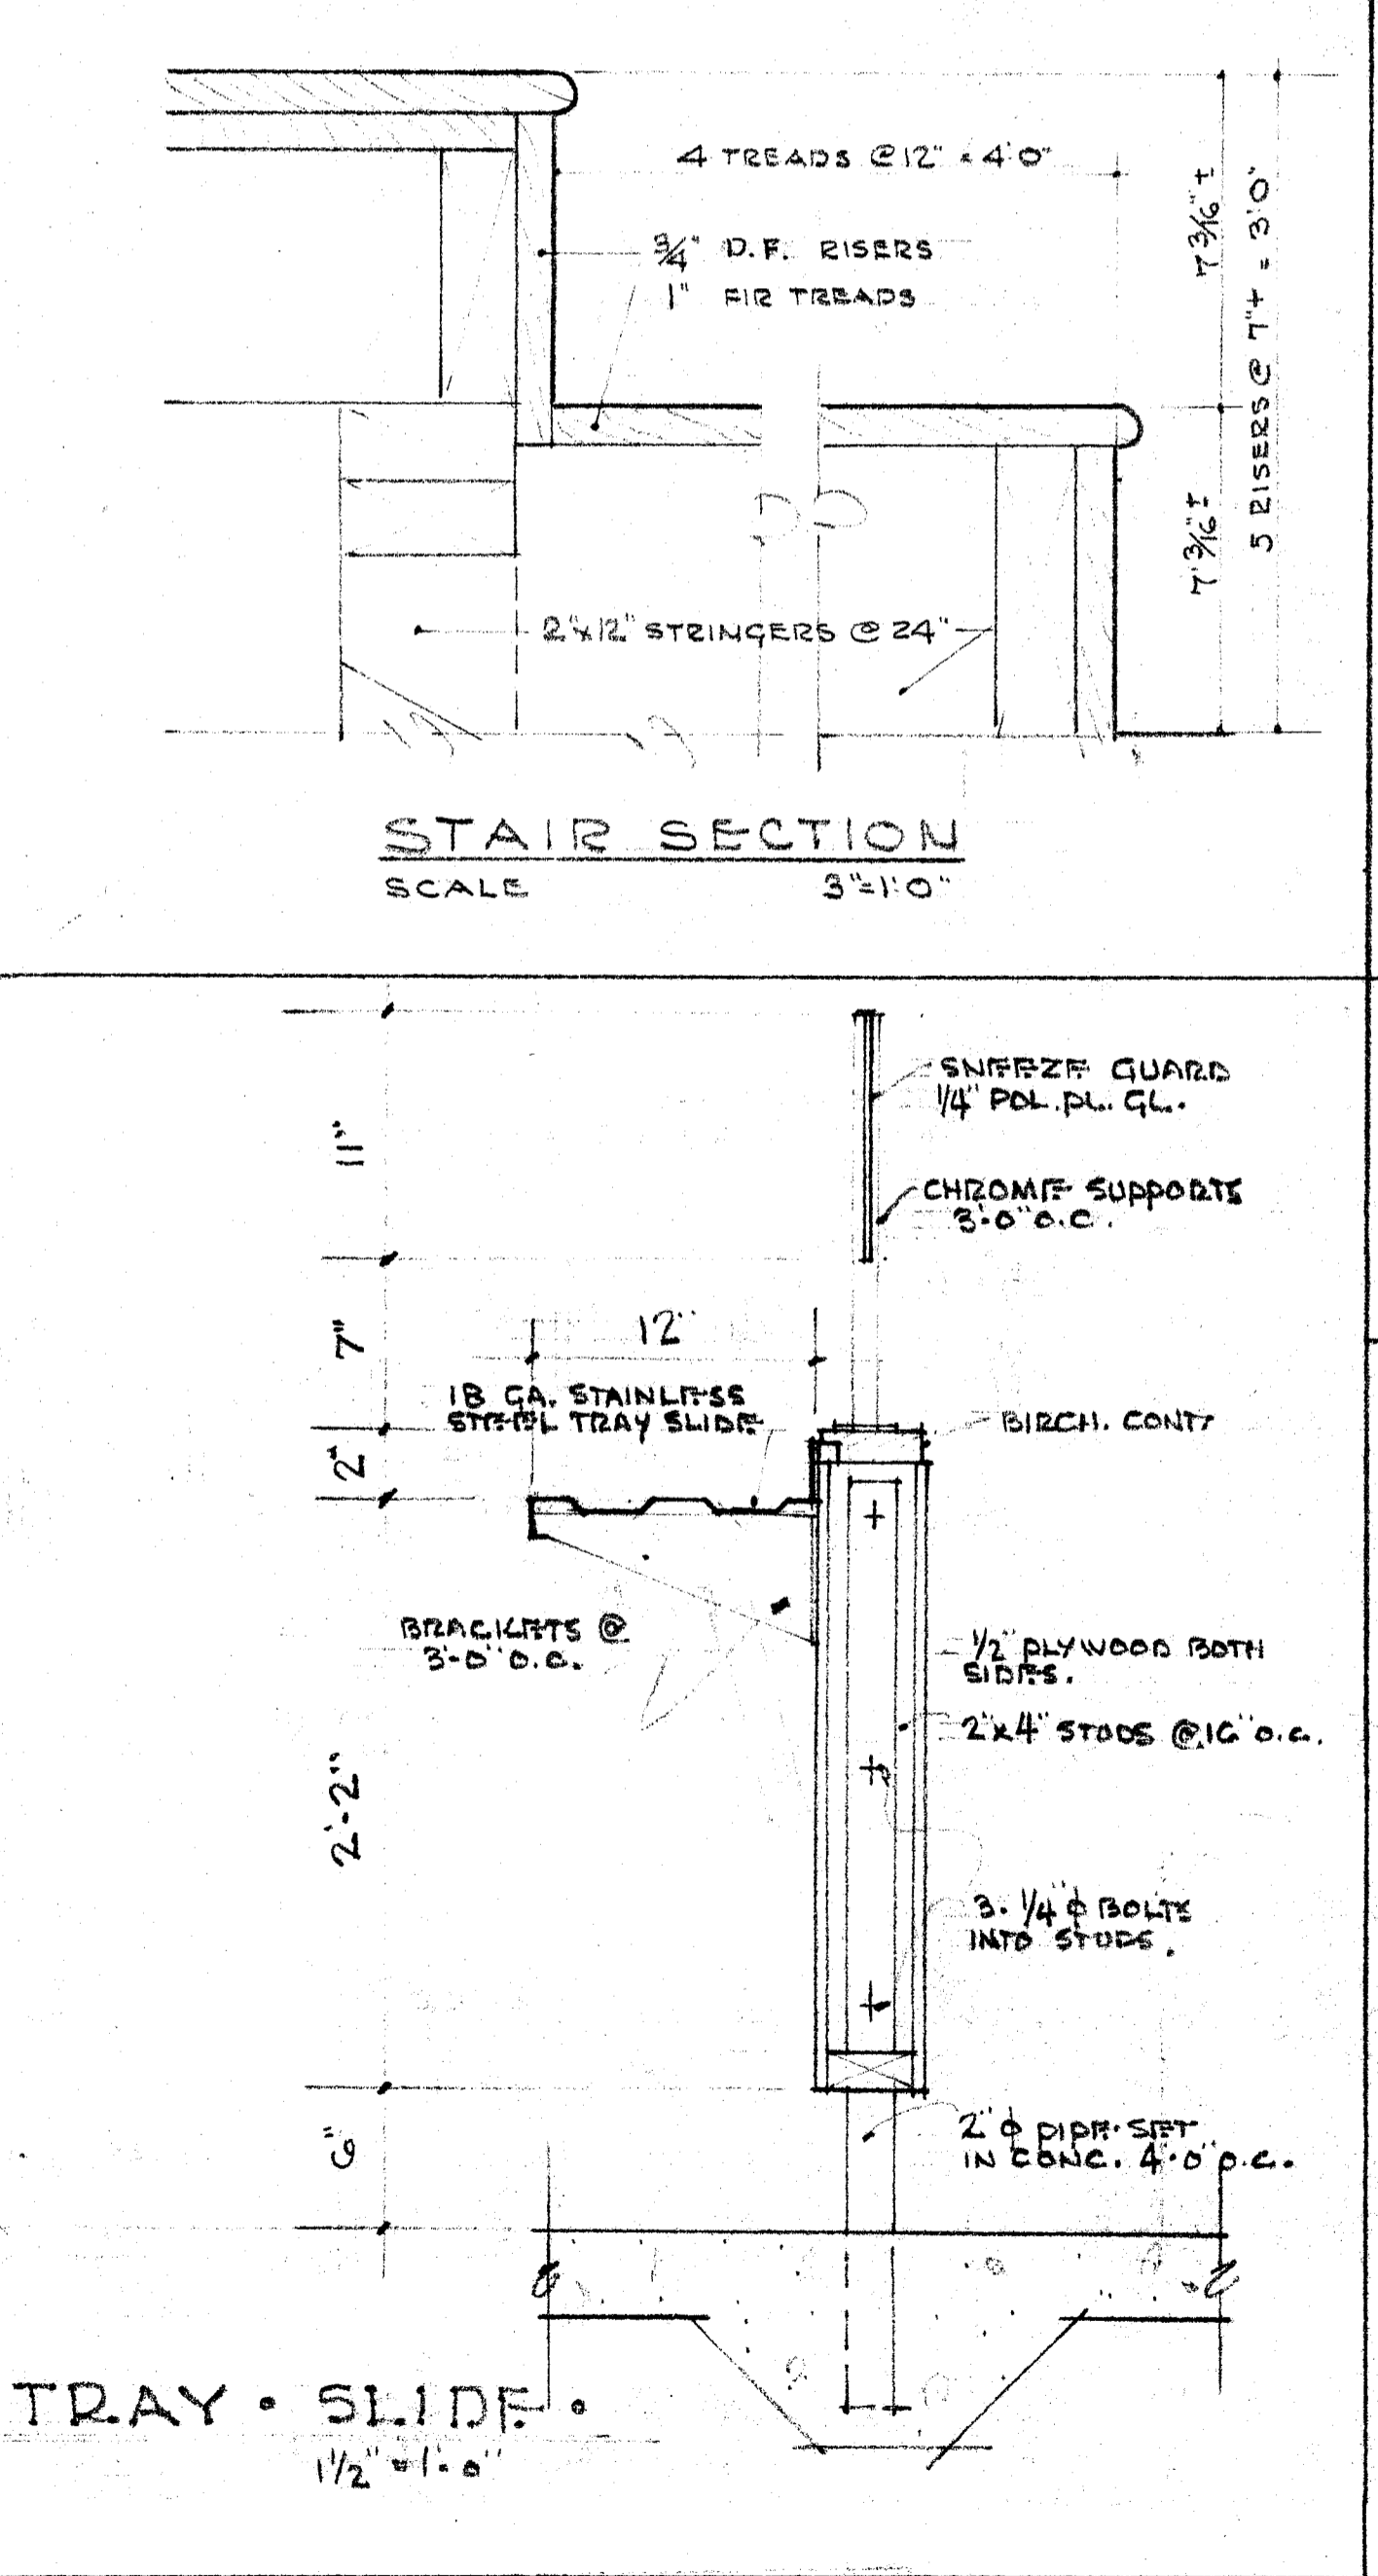 4 TREADS @ 12" = 4'0"
3/4" D.F. RISERS
1" FIR TREADS
7 3/16" ±
5 RISERS @ 7"+ = 3'0"
7 3/16" ±
2"x12" STRINGERS @ 24"
STAIR SECTION
SCALE 3"=1'0"
SNEEZE GUARD
1/4" POL. PL. GL.
11"
CHROME SUPPORTS
3'-0" O.C.
7"
12"
18 GA. STAINLESS
STEEL TRAY SLIDE
BIRCH. CONT.
2"
BRACKETS @
3'-0" O.C.
1/2" PLYWOOD BOTH
SIDES.
2"x4" STUDS @ 16" O.C.
2'-2"
3. 1/4" ϕ BOLTS
INTO STUDS.
2" ϕ PIPE. SET
IN CONC. 4'-0" O.C.
6"
TRAY • SLIDE •
1 1/2" = 1'-0"